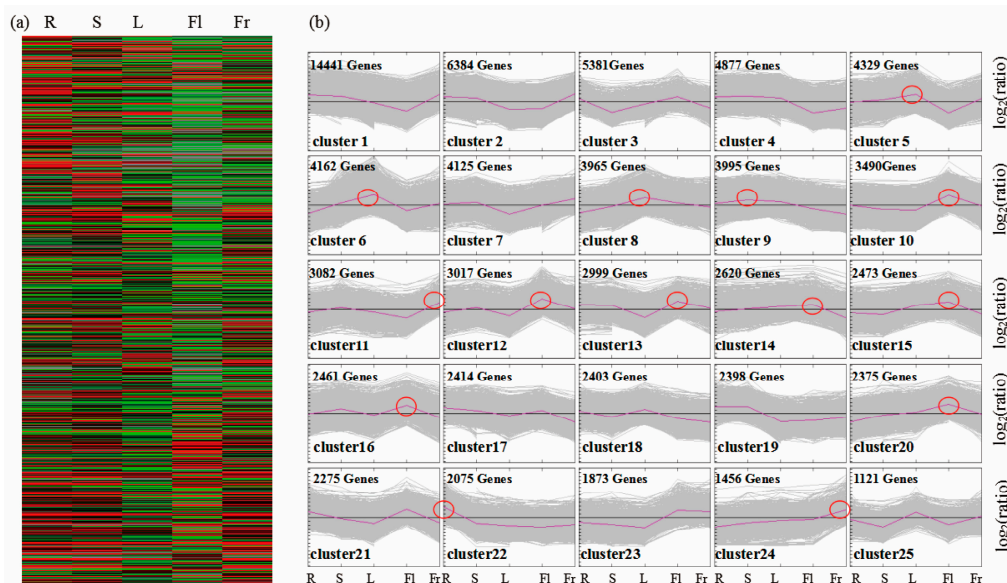 (a) R S L Fl Fr
(b)
14441 Genes 6384 Genes 5381Genes 4877 Genes 4329 Genes
cluster 1 cluster 2 cluster 3 cluster 4 cluster 5
log2(ratio)
4162 Genes 4125 Genes 3965 Genes 3995 Genes 3490Genes
cluster 6 cluster 7 cluster 8 cluster 9 cluster 10
log2(ratio)
3082 Genes 3017 Genes 2999 Genes 2620 Genes 2473 Genes
cluster11 cluster12 cluster13 cluster14 cluster15
log2(ratio)
2461 Genes 2414 Genes 2403 Genes 2398 Genes 2375 Genes
cluster16 cluster17 cluster18 cluster19 cluster20
log2(ratio)
2275 Genes 2075 Genes 1873 Genes 1456 Genes 1121 Genes
cluster21 cluster22 cluster23 cluster24 cluster25
log2(ratio)
R S L Fl Fr R S L Fl Fr R S L Fl Fr R S L Fl Fr R S L Fl Fr